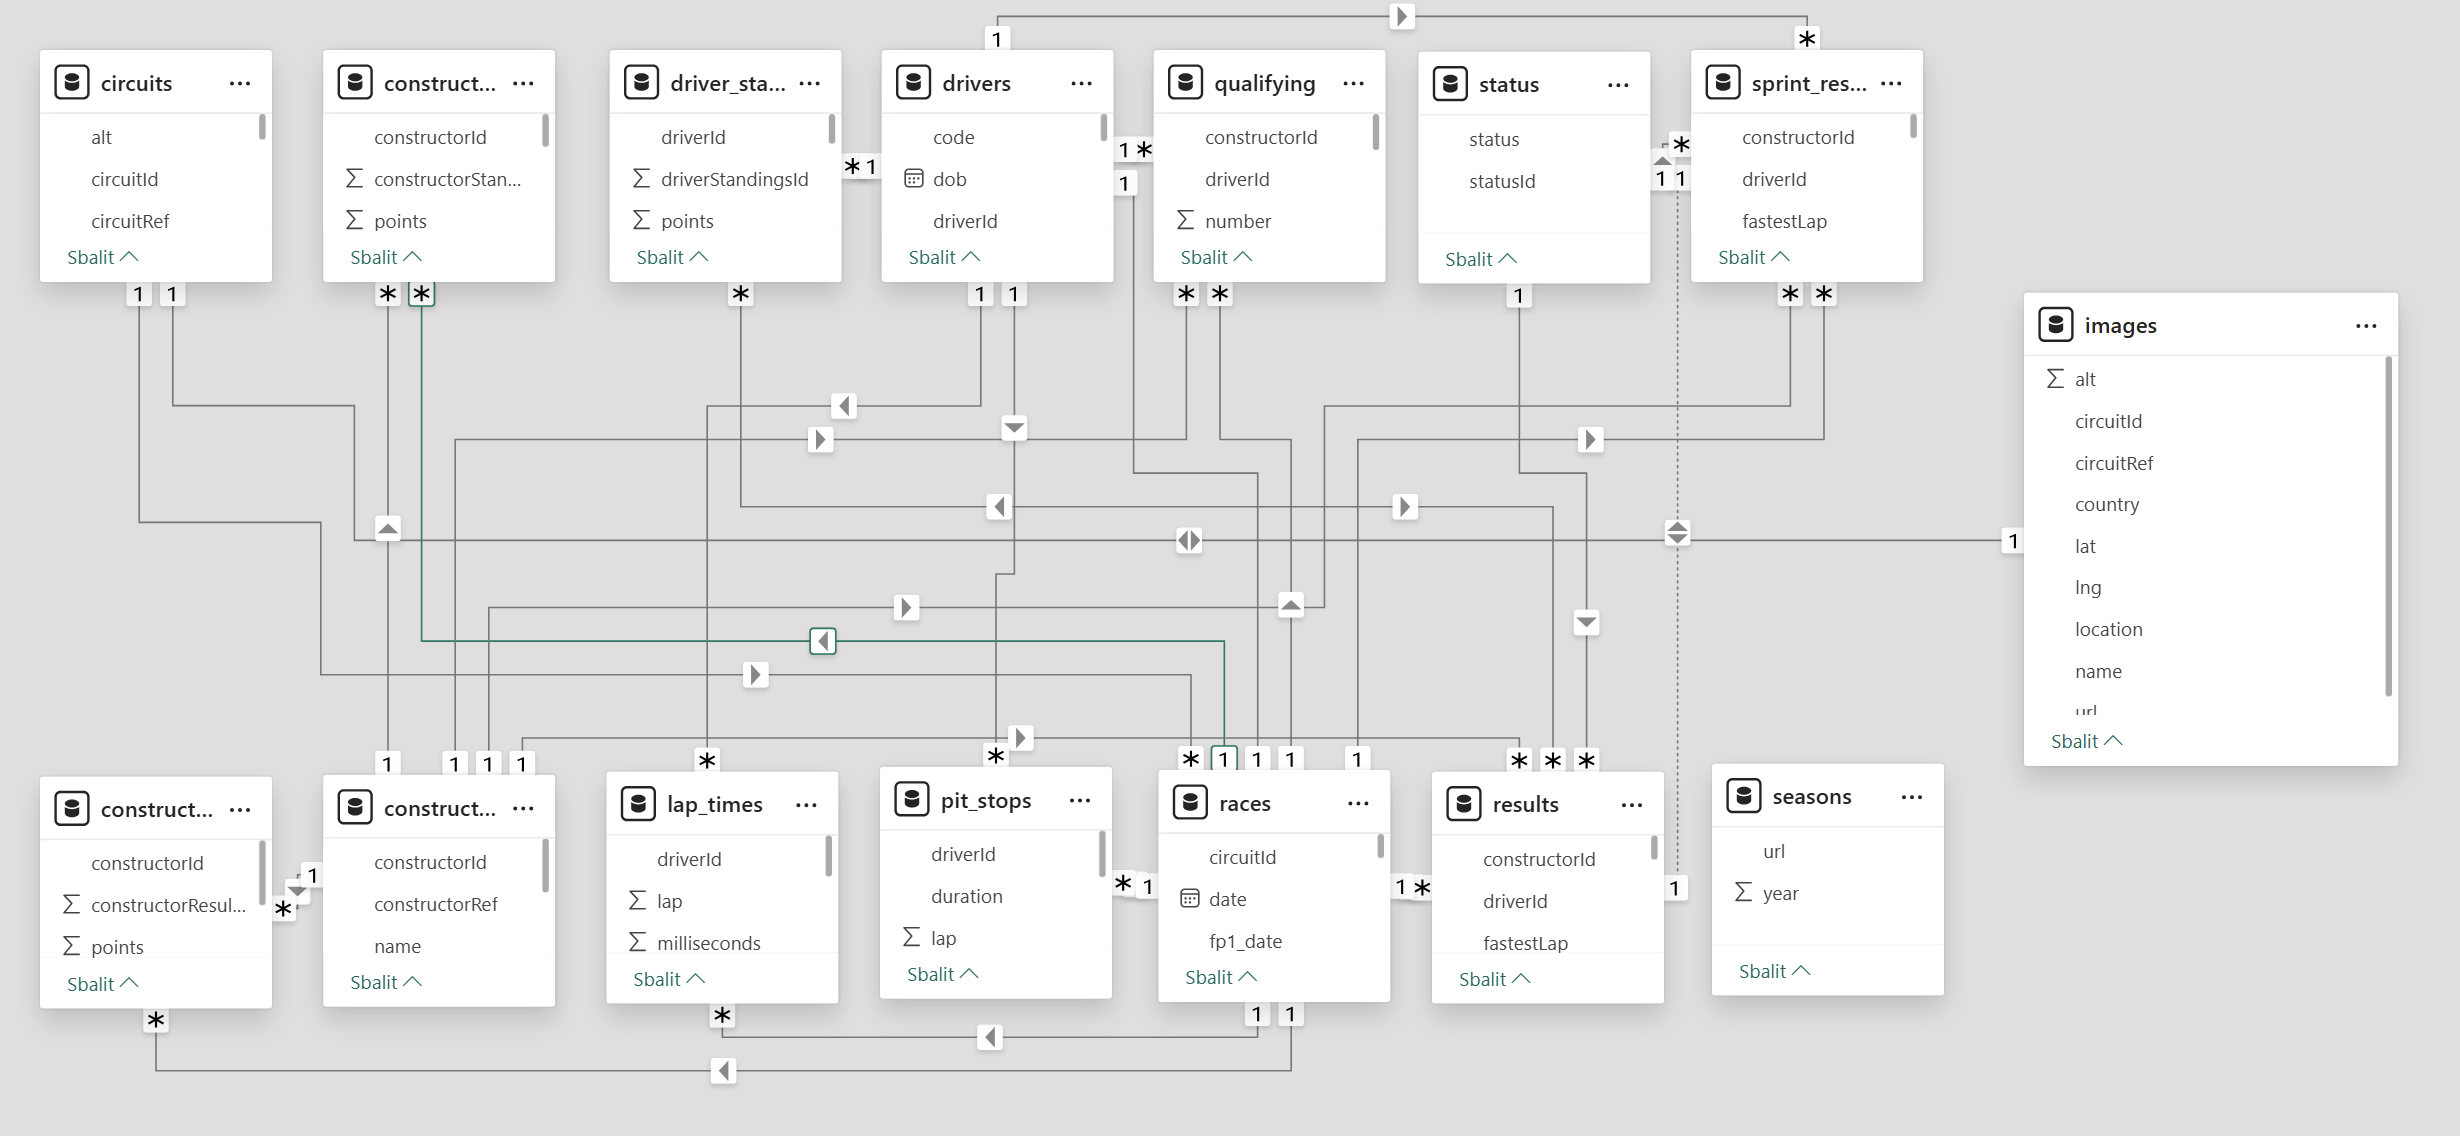 circuits
alt
circuitId
circuitRef
Sbalit
construct...
constructorId
constructorStan...
points
Sbalit
driver_sta...
driverId
driverStandingsId
points
Sbalit
drivers
code
dob
driverId
Sbalit
qualifying
constructorId
driverId
number
Sbalit
status
status
statusId
Sbalit
sprint_res...
constructorId
driverId
fastestLap
Sbalit
images
alt
circuitId
circuitRef
country
lat
lng
location
name
url
Sbalit
construct...
constructorId
constructorResul...
points
Sbalit
construct...
constructorId
constructorRef
name
Sbalit
lap_times
driverId
lap
milliseconds
Sbalit
pit_stops
driverId
duration
lap
Sbalit
races
circuitId
date
fp1_date
Sbalit
results
constructorId
driverId
fastestLap
Sbalit
seasons
url
year
Sbalit